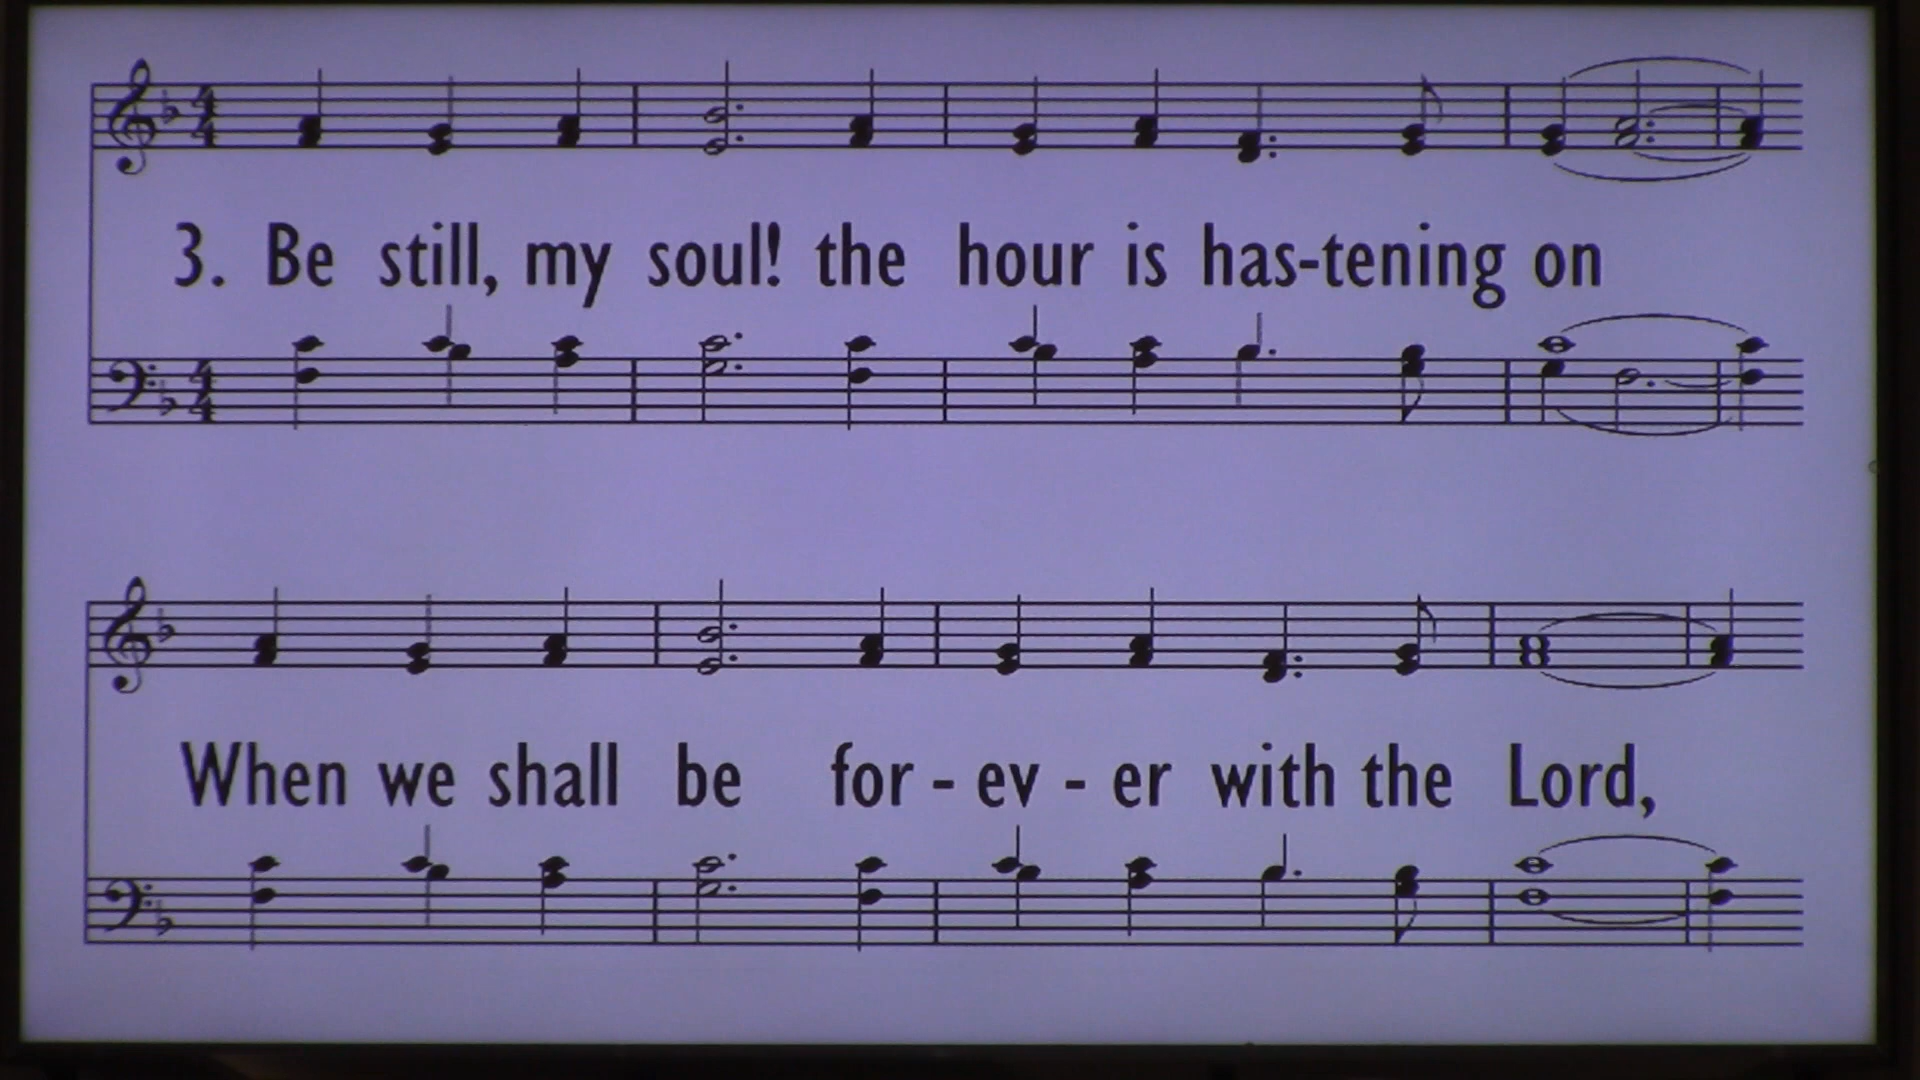 3. Be still, my soul! the hour is has-tening on
When we shall be for - ev - er with the Lord,